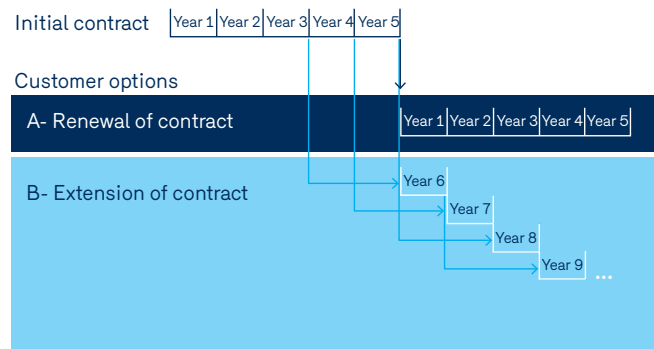 Initial contract Year 1 Year 2 Year 3 Year 4 Year 5
Customer options
A- Renewal of contract Year 1 Year 2 Year 3 Year 4 Year 5
B- Extension of contract
Year 6
Year 7
Year 8
Year 9 ...